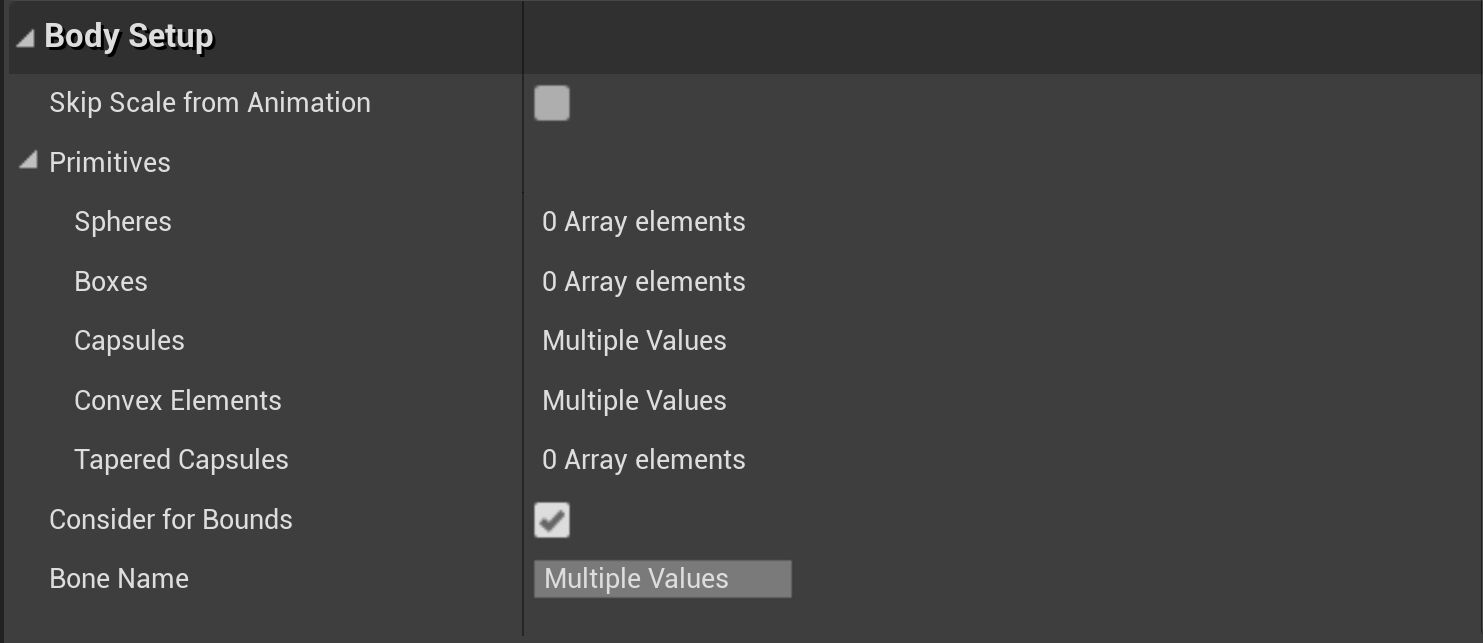 Body Setup
Skip Scale from Animation
Primitives
Spheres 0 Array elements
Boxes 0 Array elements
Capsules Multiple Values
Convex Elements Multiple Values
Tapered Capsules 0 Array elements
Consider for Bounds
Bone Name Multiple Values